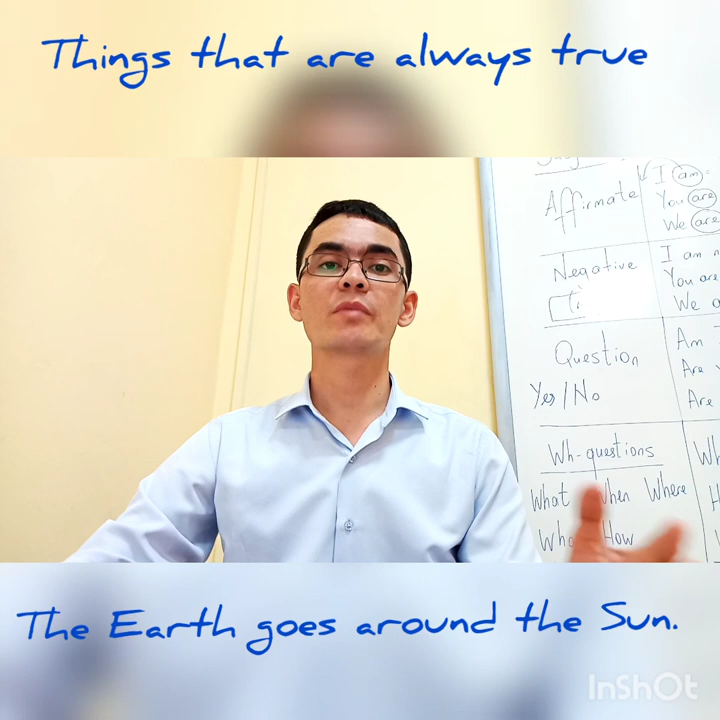 Things that are always true
Affirmate
I am
You are
We are
Negative
I am
You are
We
Question
Am
Yes/No
Are
Are
Wh-questions
What When Where
How
The Earth goes around the Sun.
InShOt